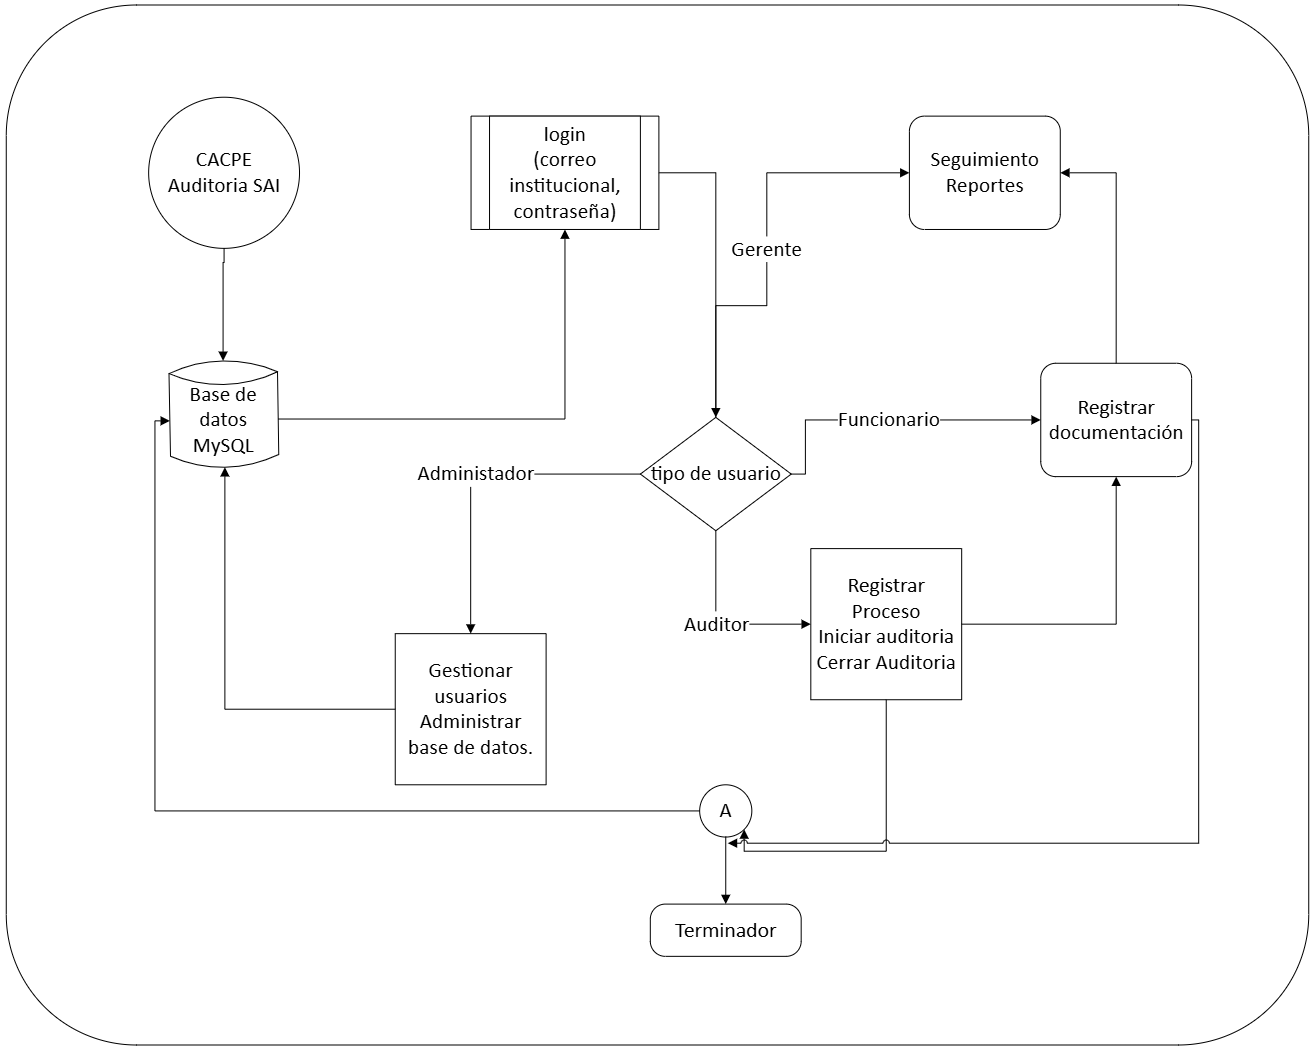 CACPE
Auditoria SAI
login
(correo
institucional,
contraseña)
Seguimiento
Reportes
Gerente
Base de
datos
MySQL
Funcionario
Registrar
documentación
Administador
tipo de usuario
Registrar
Proceso
Iniciar auditoria
Cerrar Auditoria
Auditor
Gestionar
usuarios
Administrar
base de datos.
A
Terminador